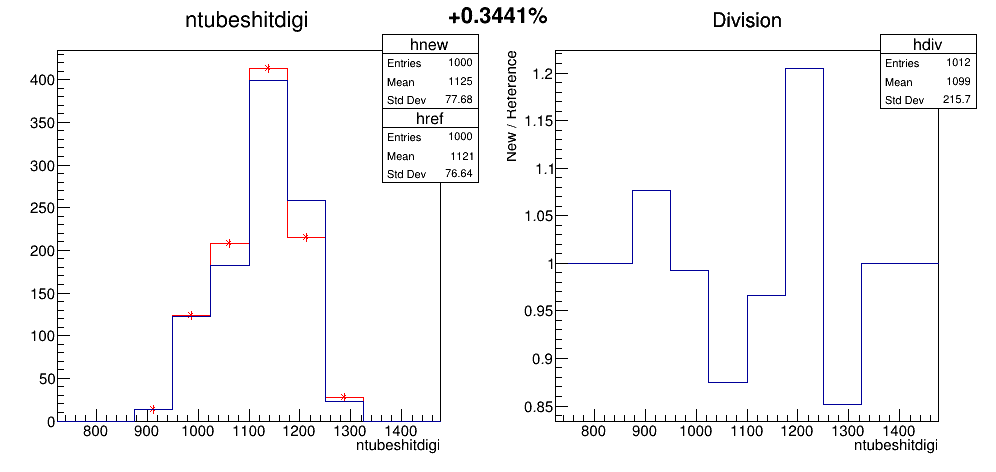 ntubeshitdigi
+0.3441%
Division
hnew
Entries 1000
Mean 1125
Std Dev 77.68
href
Entries 1000
Mean 1121
Std Dev 76.64
400
350
300
250
200
150
100
50
0
800 900 1000 1100 1200 1300 1400
ntubeshitdigi
hdiv
Entries 1012
Mean 1099
Std Dev 215.7
New / Reference
1.2
1.15
1.1
1.05
1
0.95
0.9
0.85
800 900 1000 1100 1200 1300 1400
ntubeshitdigi